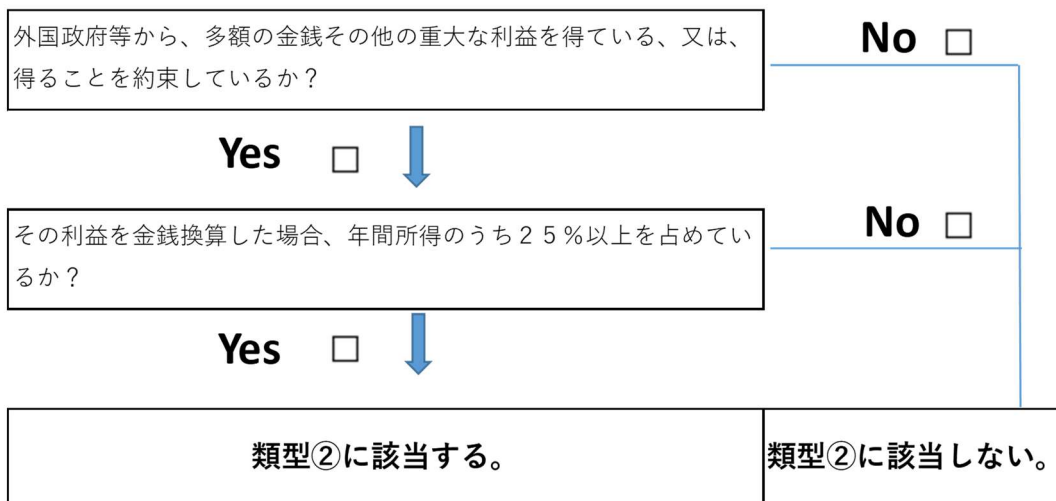 外国政府等から、多額の金銭その他の重大な利益を得ている、又は、
得ることを約束しているか？
No □
Yes □
その利益を金銭換算した場合、年間所得のうち２５％以上を占めてい
るか？
No □
Yes □
類型②に該当する。
類型②に該当しない。